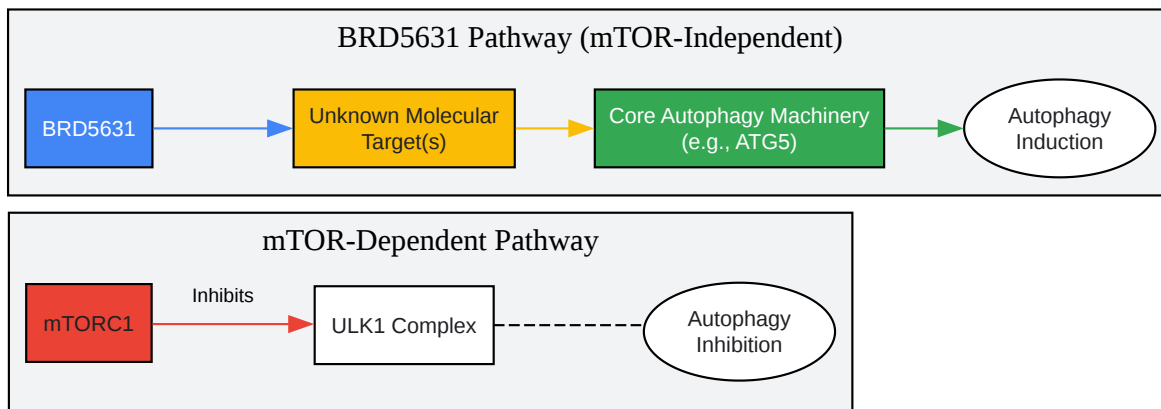 BRD5631 Pathway (mTOR-Independent)
BRD5631
Unknown Molecular
Target(s)
Core Autophagy Machinery
(e.g., ATG5)
Autophagy
Induction
mTOR-Dependent Pathway
mTORC1
Inhibits
ULK1 Complex
Autophagy
Inhibition